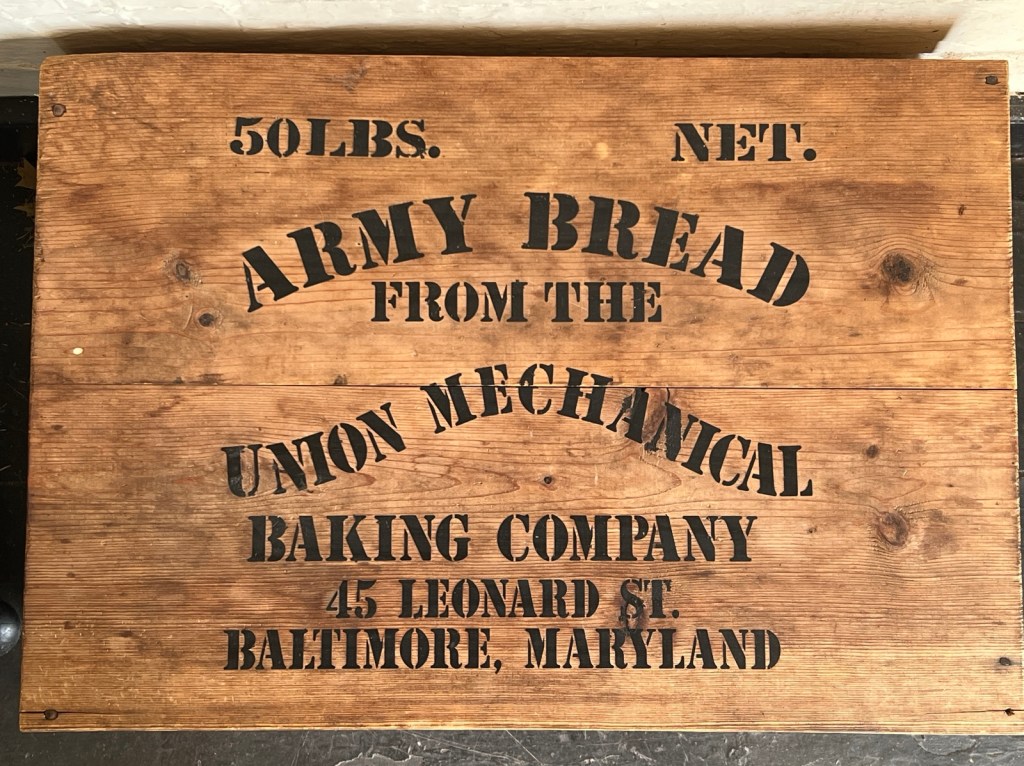 50LBS. NET.
ARMY BREAD
FROM THE
UNION MECHANICAL
BAKING COMPANY
45 LEONARD ST.
BALTIMORE, MARYLAND